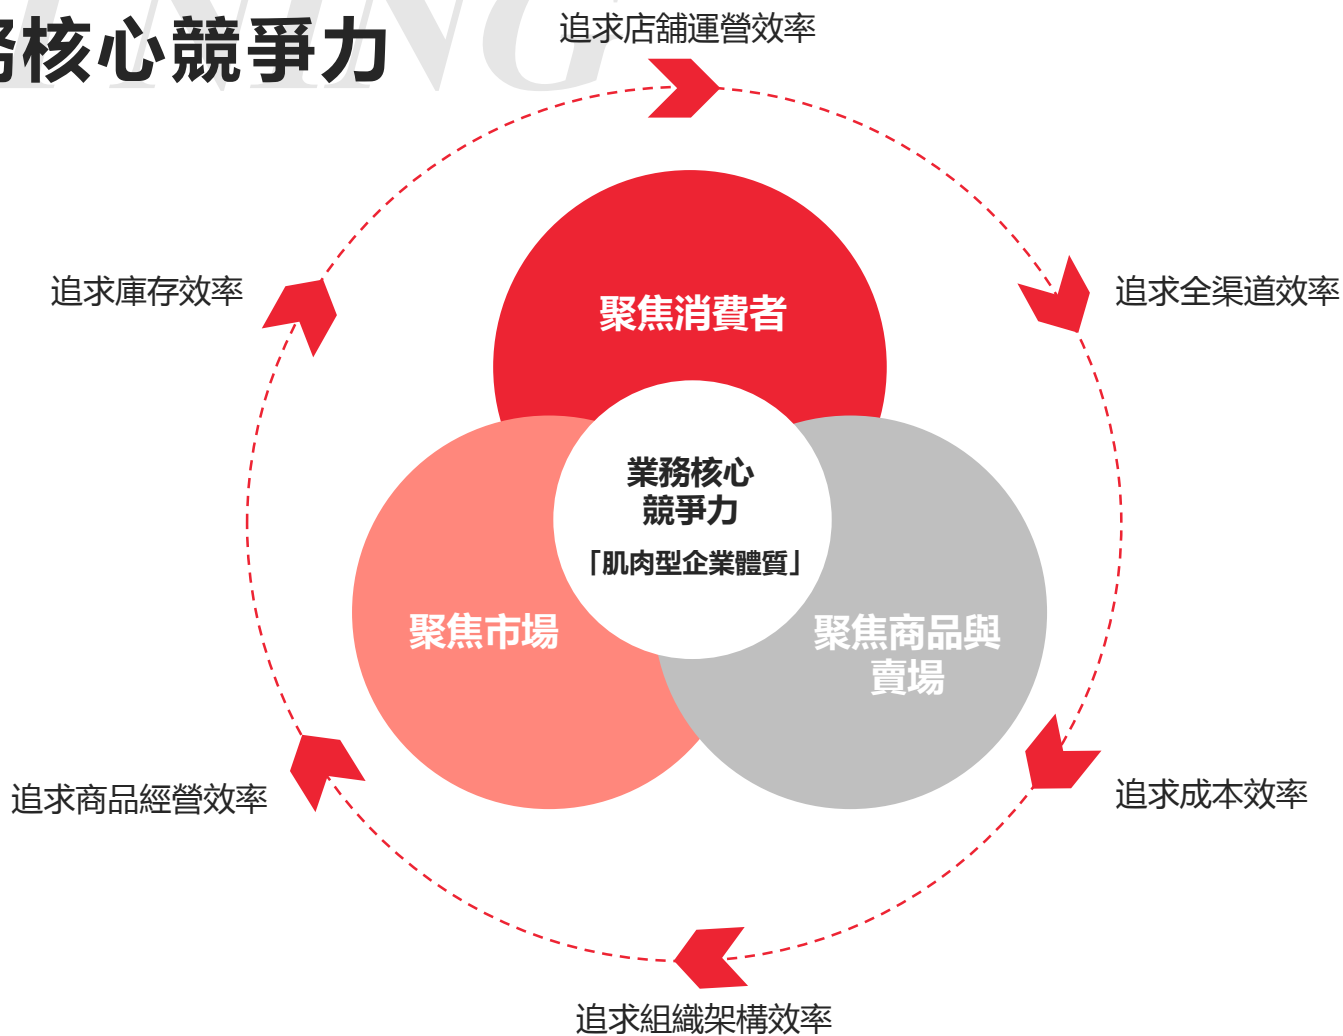 NING
務核心競爭力
追求店舖運營效率
追求庫存效率
追求全渠道效率
聚焦消費者
業務核心
競爭力
「肌肉型企業體質」
聚焦市場
聚焦商品與
賣場
追求商品經營效率
追求成本效率
追求組織架構效率